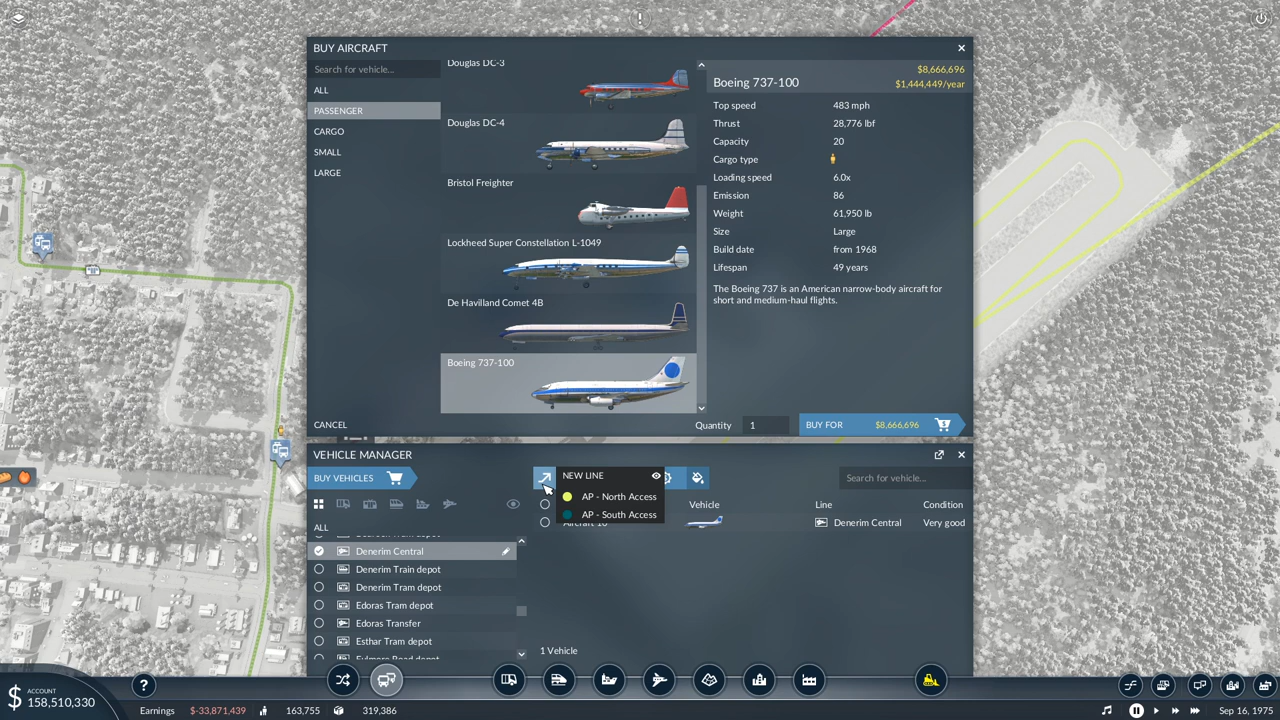 BUY AIRCRAFT
Search for vehicle...
ALL
PASSENGER
CARGO
SMALL
LARGE
Douglas DC-3
Douglas DC-4
Bristol Freighter
Lockheed Super Constellation L-1049
De Havilland Comet 4B
Boeing 737-100
$8,666,696
Boeing 737-100
$1,444,449/year
Top speed 483 mph
Thrust 28,776 lbf
Capacity 20
Cargo type
Loading speed 6.0x
Emission 86
Weight 61,950 lb
Size Large
Build date from 1968
Lifespan 49 years
The Boeing 737 is an American narrow-body aircraft for
short and medium-haul flights.
CANCEL
Quantity 1
BUY FOR $8,666,696
VEHICLE MANAGER
BUY VEHICLES
NEW LINE
AP - North Access
AP - South Access
Search for vehicle...
Vehicle Line Condition
Denerim Central Very good
ALL
Denerim Central
Denerim Train depot
Denerim Tram depot
Edoras Tram depot
Edoras Transfer
Esthar Tram depot
1 Vehicle
$ ACCOUNT
158,510,330
?
Earnings $-33,871,439 163,755 319,386
Sep 16, 1975